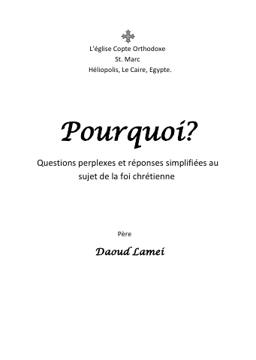 L'église Copte Orthodoxe
St. Marc
Héliopolis, Le Caire, Egypte.
Pourquoi?
Questions perplexes et réponses simplifiées au
sujet de la foi chrétienne
Père
Daoud Lamei